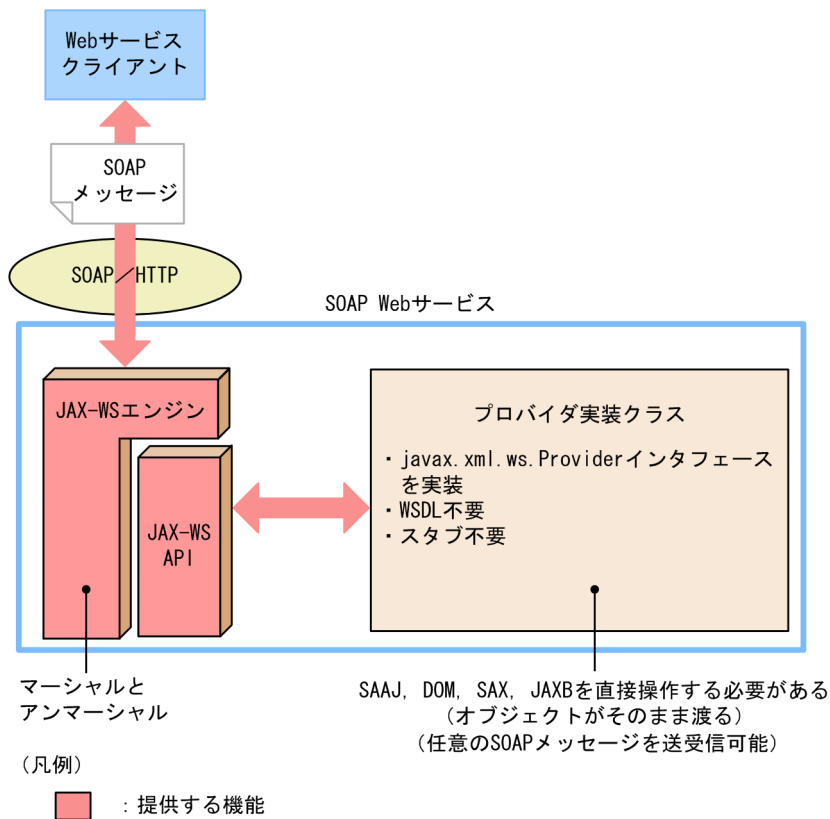 Webサービス
クライアント
SOAP
メッセージ
SOAP／HTTP
SOAP Webサービス
JAX-WSエンジン
JAX-WS
API
プロバイダ実装クラス
・javax.xml.ws.Providerインタフェース
を実装
・WSDL不要
・スタブ不要
マーシャルと
アンマーシャル
SAAJ, DOM, SAX, JAXBを直接操作する必要がある
（オブジェクトがそのまま渡る）
（任意のSOAPメッセージを送受信可能）
（凡例）
：提供する機能